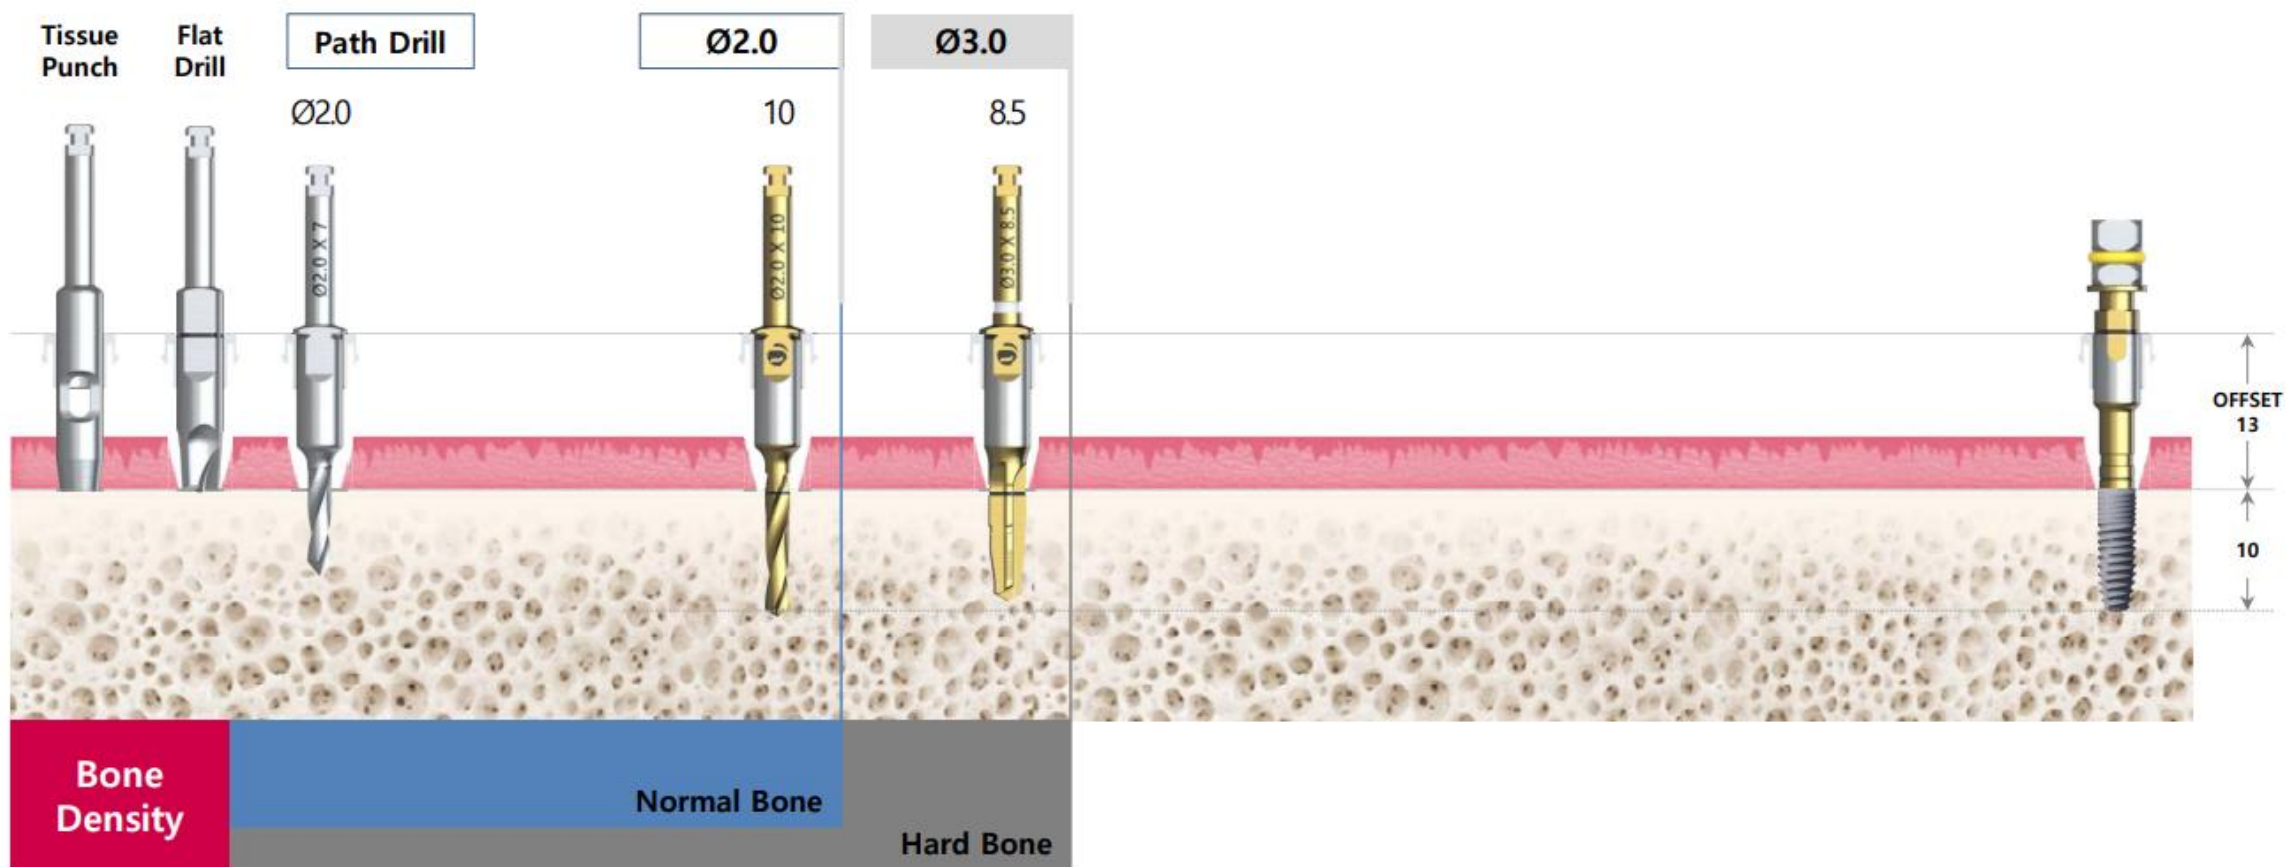 Tissue
Punch
Flat
Drill
Path Drill
Ø2.0
Ø3.0
Ø2.0
10
8.5
Ø2.0 X 7
Ø2.0 X 10
Ø3.0 X 8.5
OFFSET
13
10
Bone
Density
Normal Bone
Hard Bone